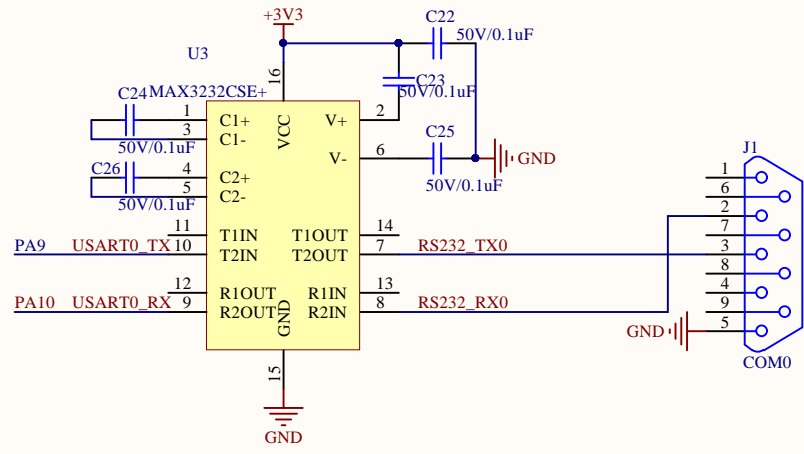 +3V3
C22
50V/0.1uF
U3
16
C23
50V/0.1uF
C24
MAX3232CSE+
1
C1+
VCC
V+
2
3
C1-
50V/0.1uF
C25
6
V-
GND
C26
4
C2+
50V/0.1uF
5
C2-
50V/0.1uF
J1
1
6
2
7
3
8
4
9
5
11
T1IN
T1OUT
14
PA9
USART0_TX
10
T2IN
T2OUT
7
RS232_TX0
12
R1OUT
R1IN
13
PA10
USART0_RX
9
R2OUT
GND
R2IN
8
RS232_RX0
GND
COM0
15
GND